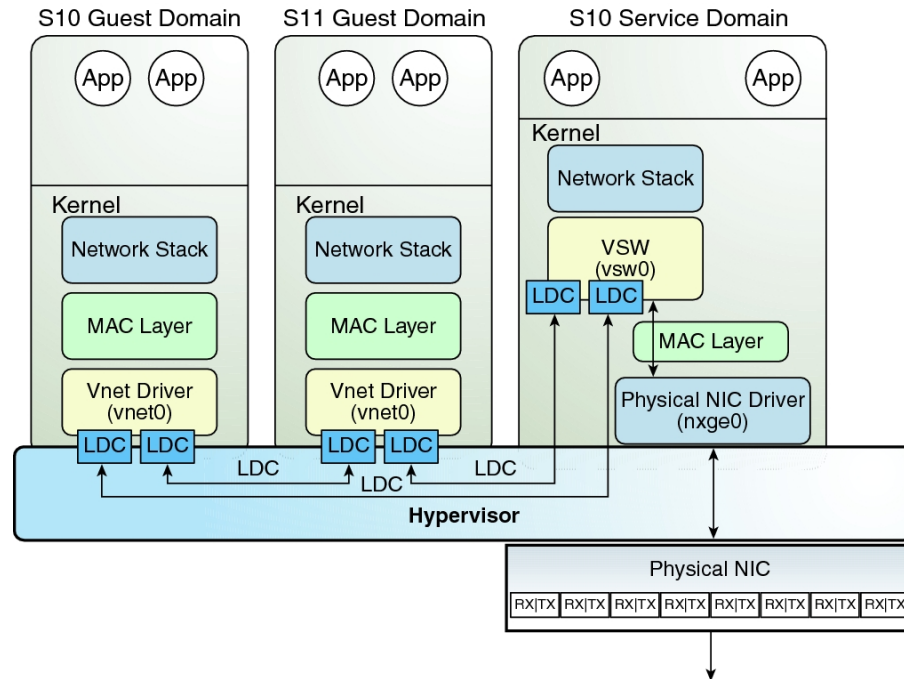 S10 Guest Domain
App
App
Kernel
Network Stack
MAC Layer
Vnet Driver
(vnet0)
LDC
LDC
S11 Guest Domain
App
App
Kernel
Network Stack
MAC Layer
Vnet Driver
(vnet0)
LDC
LDC
S10 Service Domain
App
App
Kernel
Network Stack
VSW
(vsw0)
LDC
LDC
MAC Layer
Physical NIC Driver
(nxge0)
LDC
LDC
LDC
Hypervisor
Physical NIC
RX|TX RX|TX RX|TX RX|TX RX|TX RX|TX RX|TX RX|TX